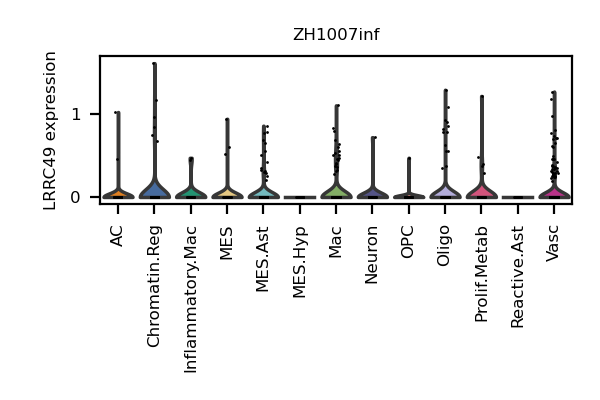 ZH1007inf
LRRC49 expression
1
0
AC
Chromatin.Reg
Inflammatory.Mac
MES
MES.Ast
MES.Hyp
Mac
Neuron
OPC
Oligo
Prolif.Metab
Reactive.Ast
Vasc